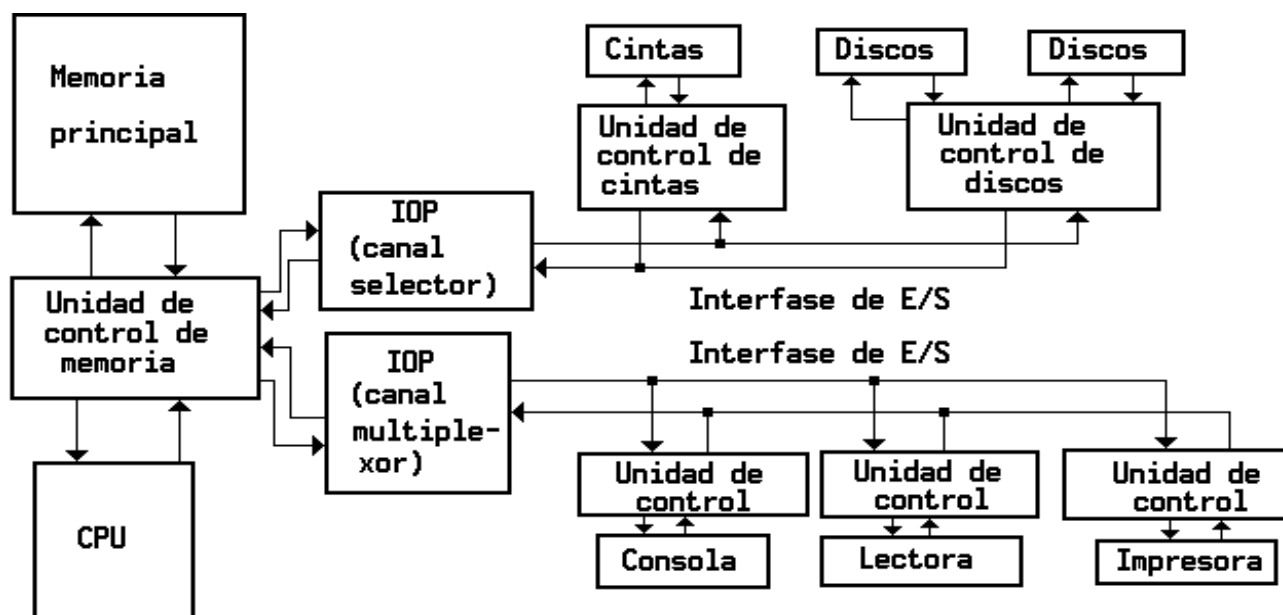 Memoria
principal
Unidad de
control de
memoria
CPU
IOP
(canal
selector)
IOP
(canal
multiple-
xor)
Cintas
Unidad de
control de
cintas
Discos
Discos
Unidad de
control de
discos
Interfase de E/S
Interfase de E/S
Unidad de
control
Consola
Unidad de
control
Lectora
Unidad de
control
Impresora